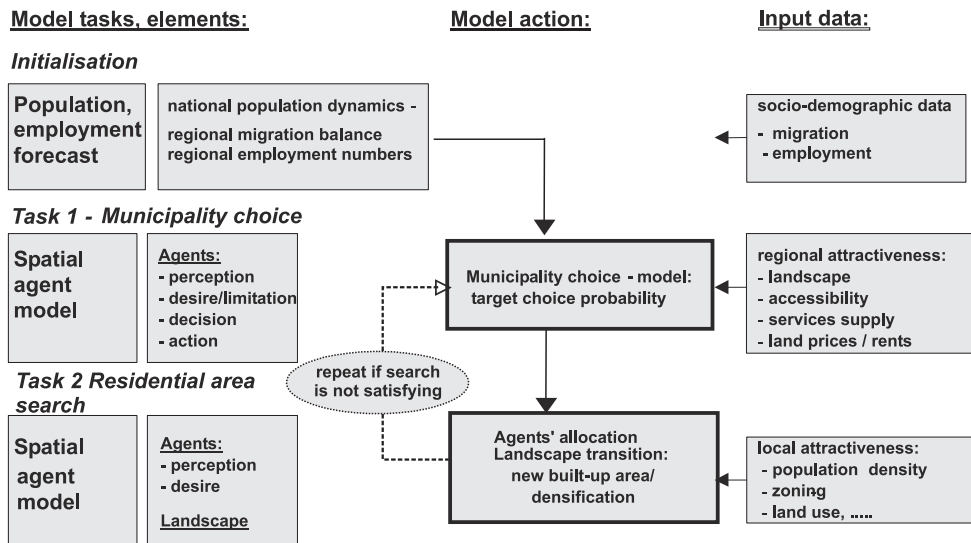 Model tasks, elements:
Model action:
Input data:
Initialisation
Population,
employment
forecast
national population dynamics -
regional migration balance
regional employment numbers
socio-demographic data
- migration
- employment
Task 1 - Municipality choice
Spatial
agent
model
Agents:
- perception
- desire/limitation
- decision
- action
Municipality choice - model:
target choice probability
regional attractiveness:
- landscape
- accessibility
- services supply
- land prices / rents
repeat if search
is not satisfying
Task 2 Residential area
search
Spatial
agent
model
Agents:
- perception
- desire
Landscape
Agents' allocation
Landscape transition:
new built-up area/
densification
local attractiveness:
- population density
- zoning
- land use, .....